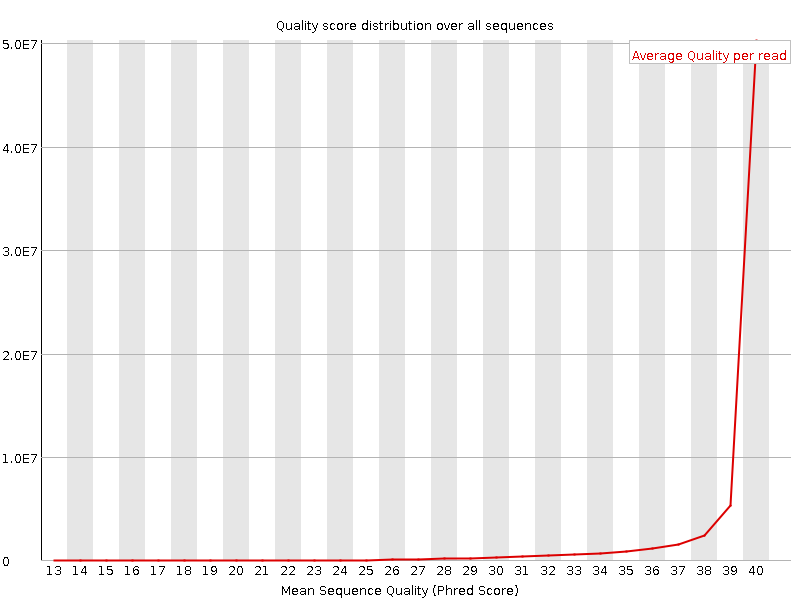 Quality score distribution over all sequences
5.0E7
Average Quality per read
4.0E7
3.0E7
2.0E7
1.0E7
0
13 14 15 16 17 18 19 20 21 22 23 24 25 26 27 28 29 30 31 32 33 34 35 36 37 38 39 40
Mean Sequence Quality (Phred Score)